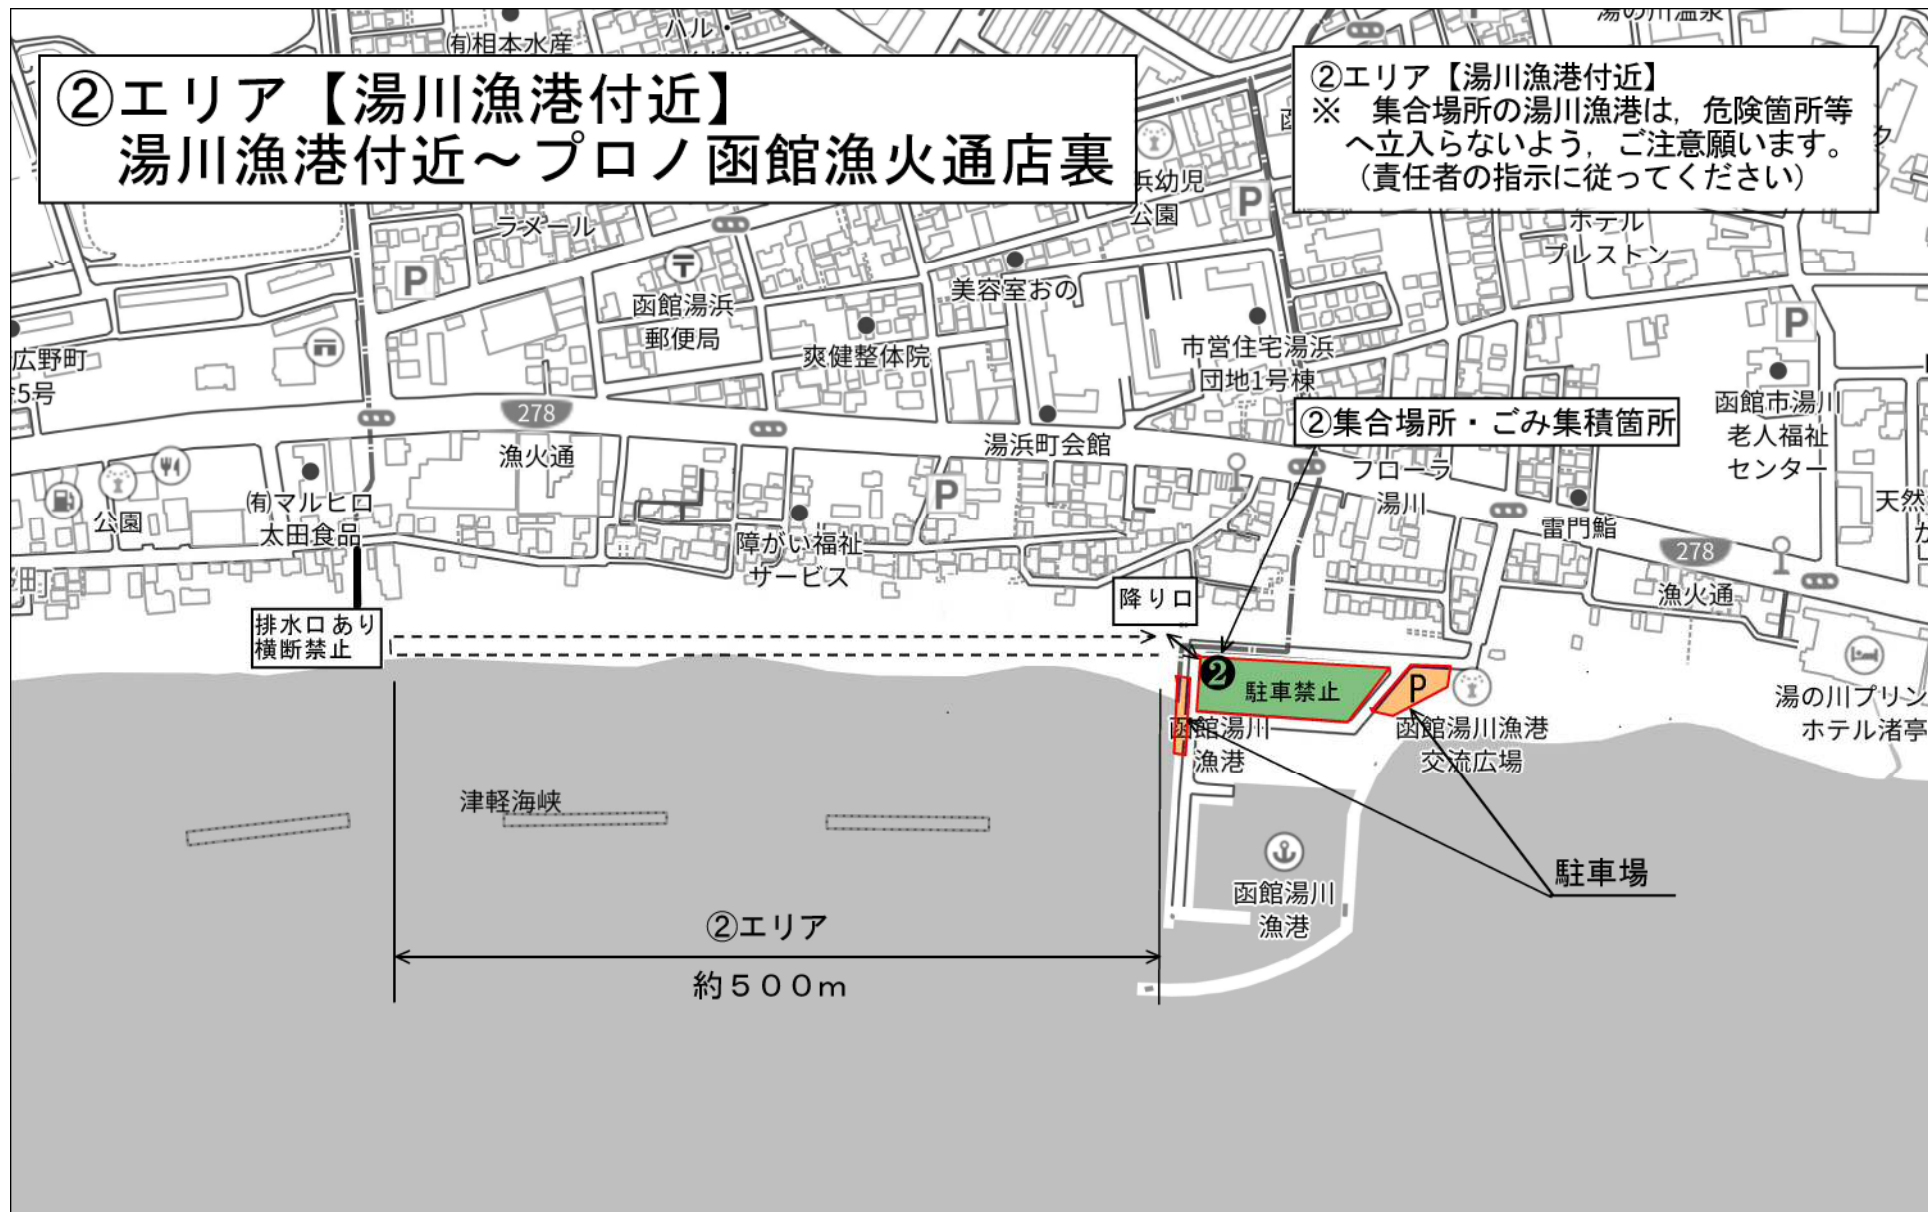 ②エリア【湯川漁港付近】
湯川漁港付近～プロノ函館漁火通店裏
②エリア【湯川漁港付近】
※ 集合場所の湯川漁港は，危険箇所等
へ立入らないよう，ご注意願います。
（責任者の指示に従ってください）
㈲相本水産
ハル・
湯の川温泉
ラメール
浜幼児
公園
P
ホテル
プレストン
P
函館湯浜
郵便局
美容室おの
爽健整体院
市営住宅湯浜
団地1号棟
P
広野町
5号
函館市湯川
老人福祉
センター
278
漁火通
湯浜町会館
②集合場所・ごみ集積箇所
フローラ
湯川
P
公園
㈲マルヒロ
太田食品
障がい福祉
サービス
雷門鮨
278
漁火通
天然
排水口あり
横断禁止
降り口
2
駐車禁止
P
函館湯川
漁港
函館湯川漁港
交流広場
湯の川プリン
ホテル渚亭
津軽海峡
函館湯川
漁港
駐車場
②エリア
約５００ｍ